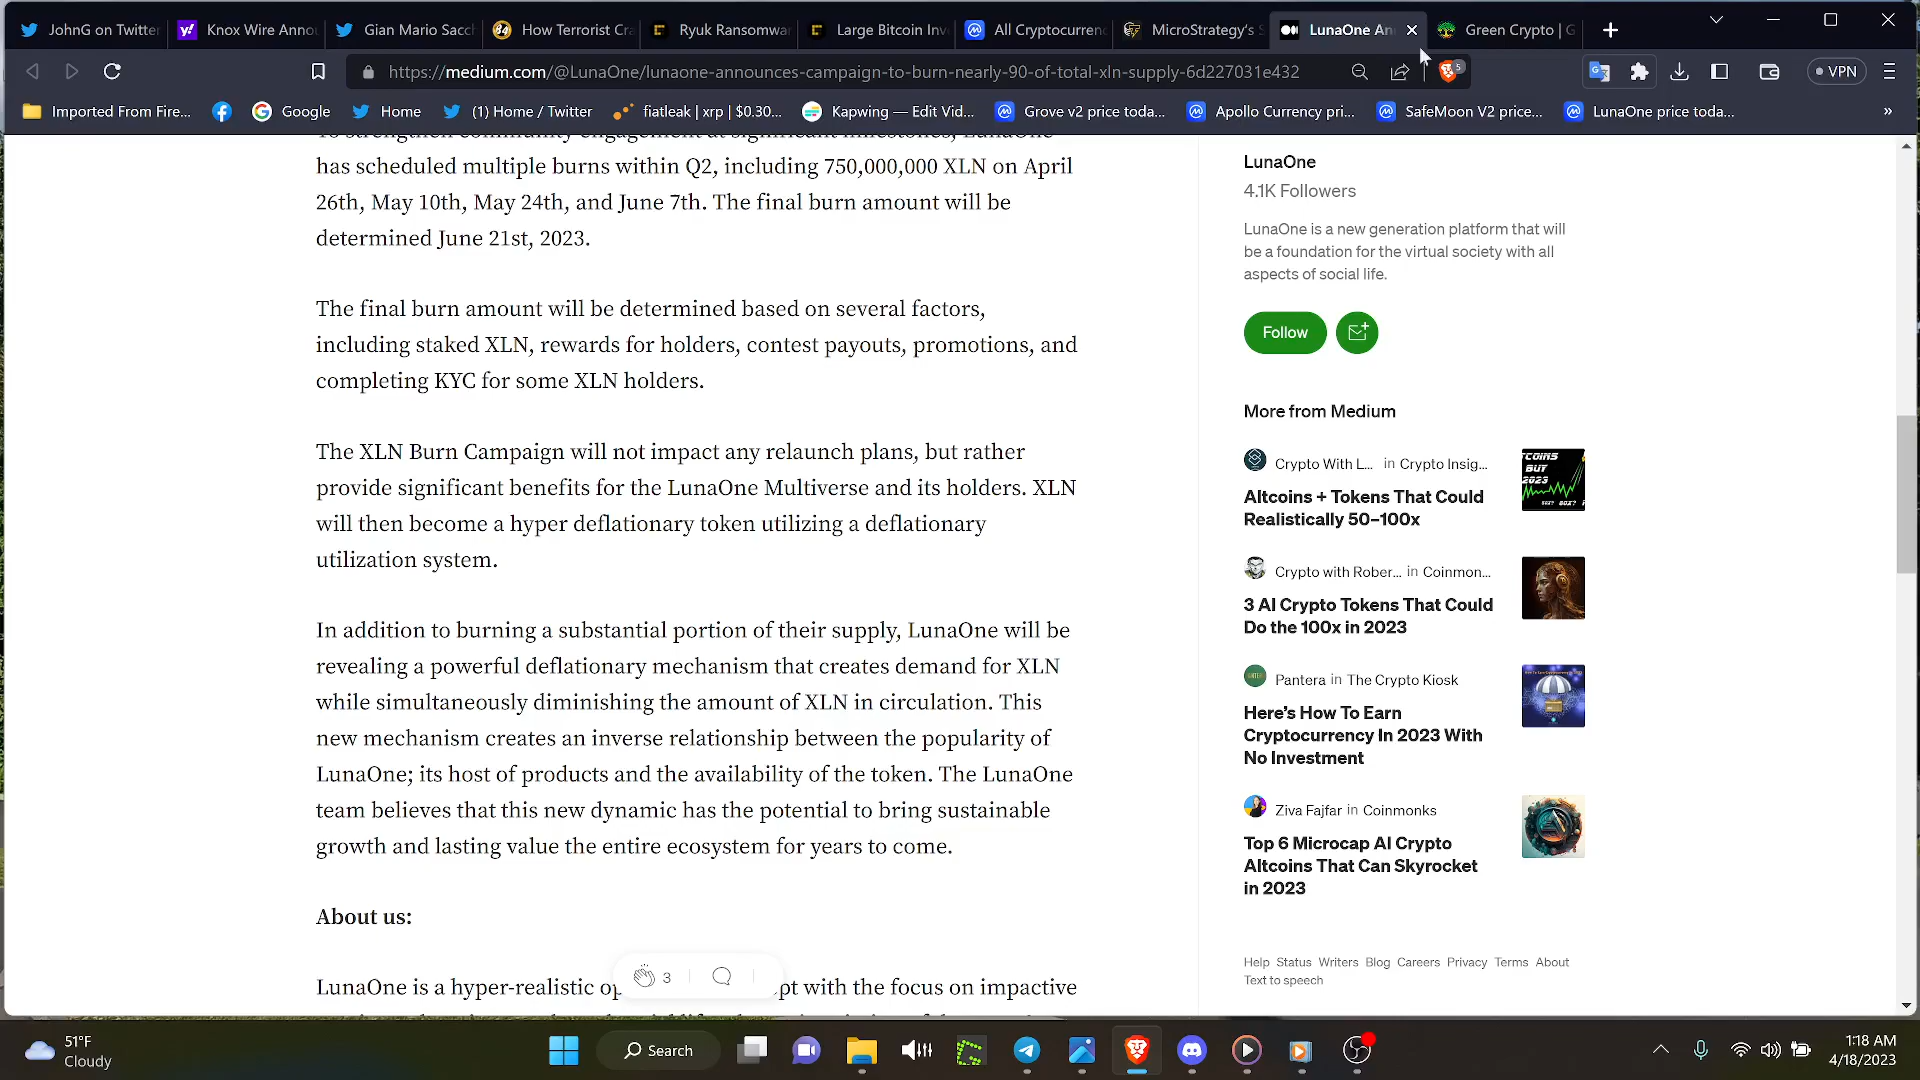 JohnG on Twitter
Knox Wire Annou
Gian Mario Sacch
How Terrorist Cra
Ryuk Ransomwar
Large Bitcoin Inv
All Cryptocurrenc
MicroStrategy's S
LunaOne An
Green Crypto | G
https://medium.com/@LunaOne/lunaone-announces-campaign-to-burn-nearly-90-of-total-xln-supply-6d227031e432
5
VPN
Imported From Fire...
Google
Home
(1) Home / Twitter
fiatleak | xrp | $0.30...
Kapwing — Edit Vid...
Grove v2 price toda...
Apollo Currency pri...
SafeMoon V2 price...
LunaOne price toda...
»
To strengthen community engagement at significant milestones, LunaOne
has scheduled multiple burns within Q2, including 750,000,000 XLN on April
26th, May 10th, May 24th, and June 7th. The final burn amount will be
determined June 21st, 2023.
The final burn amount will be determined based on several factors,
including staked XLN, rewards for holders, contest payouts, promotions, and
completing KYC for some XLN holders.
The XLN Burn Campaign will not impact any relaunch plans, but rather
provide significant benefits for the LunaOne Multiverse and its holders. XLN
will then become a hyper deflationary token utilizing a deflationary
utilization system.
In addition to burning a substantial portion of their supply, LunaOne will be
revealing a powerful deflationary mechanism that creates demand for XLN
while simultaneously diminishing the amount of XLN in circulation. This
new mechanism creates an inverse relationship between the popularity of
LunaOne; its host of products and the availability of the token. The LunaOne
team believes that this new dynamic has the potential to bring sustainable
growth and lasting value the entire ecosystem for years to come.
About us:
LunaOne is a hyper-realistic op pt with the focus on impactive
3
LunaOne
4.1K Followers
LunaOne is a new generation platform that will
be a foundation for the virtual society with all
aspects of social life.
Follow
More from Medium
Crypto With L... in Crypto Insig...
Altcoins + Tokens That Could
Realistically 50–100x
COINS
BUT
2023
Crypto with Rober... in Coinmon...
3 AI Crypto Tokens That Could
Do the 100x in 2023
Pantera in The Crypto Kiosk
Here's How To Earn
Cryptocurrency In 2023 With
No Investment
Ziva Fajfar in Coinmonks
Top 6 Microcap AI Crypto
Altcoins That Can Skyrocket
in 2023
Help Status Writers Blog Careers Privacy Terms About
Text to speech
51°F
Cloudy
Search
1:18 AM
4/18/2023